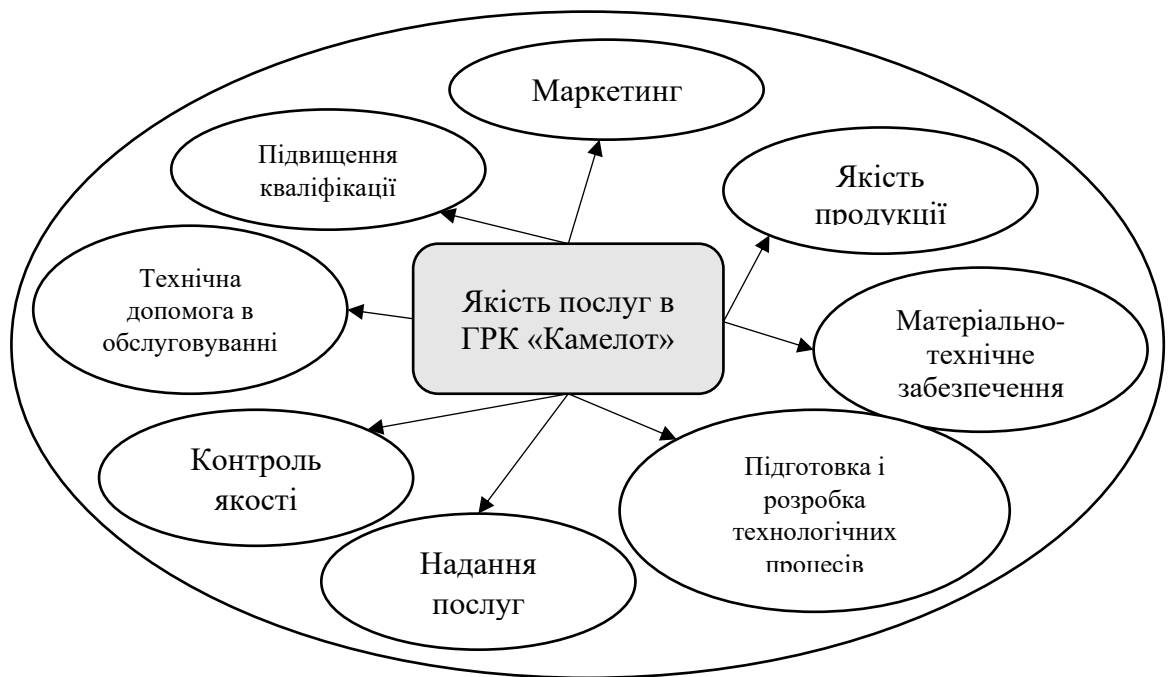 Маркетинг
Підвищення
кваліфікації
Якість
продукції
Технічна
допомога в
обслуговуванні
Якість послуг в
ГРК «Камелот»
Матеріально-
технічне
забезпечення
Контроль
якості
Підготовка і
розробка
технологічних
процесів
Надання
послуг